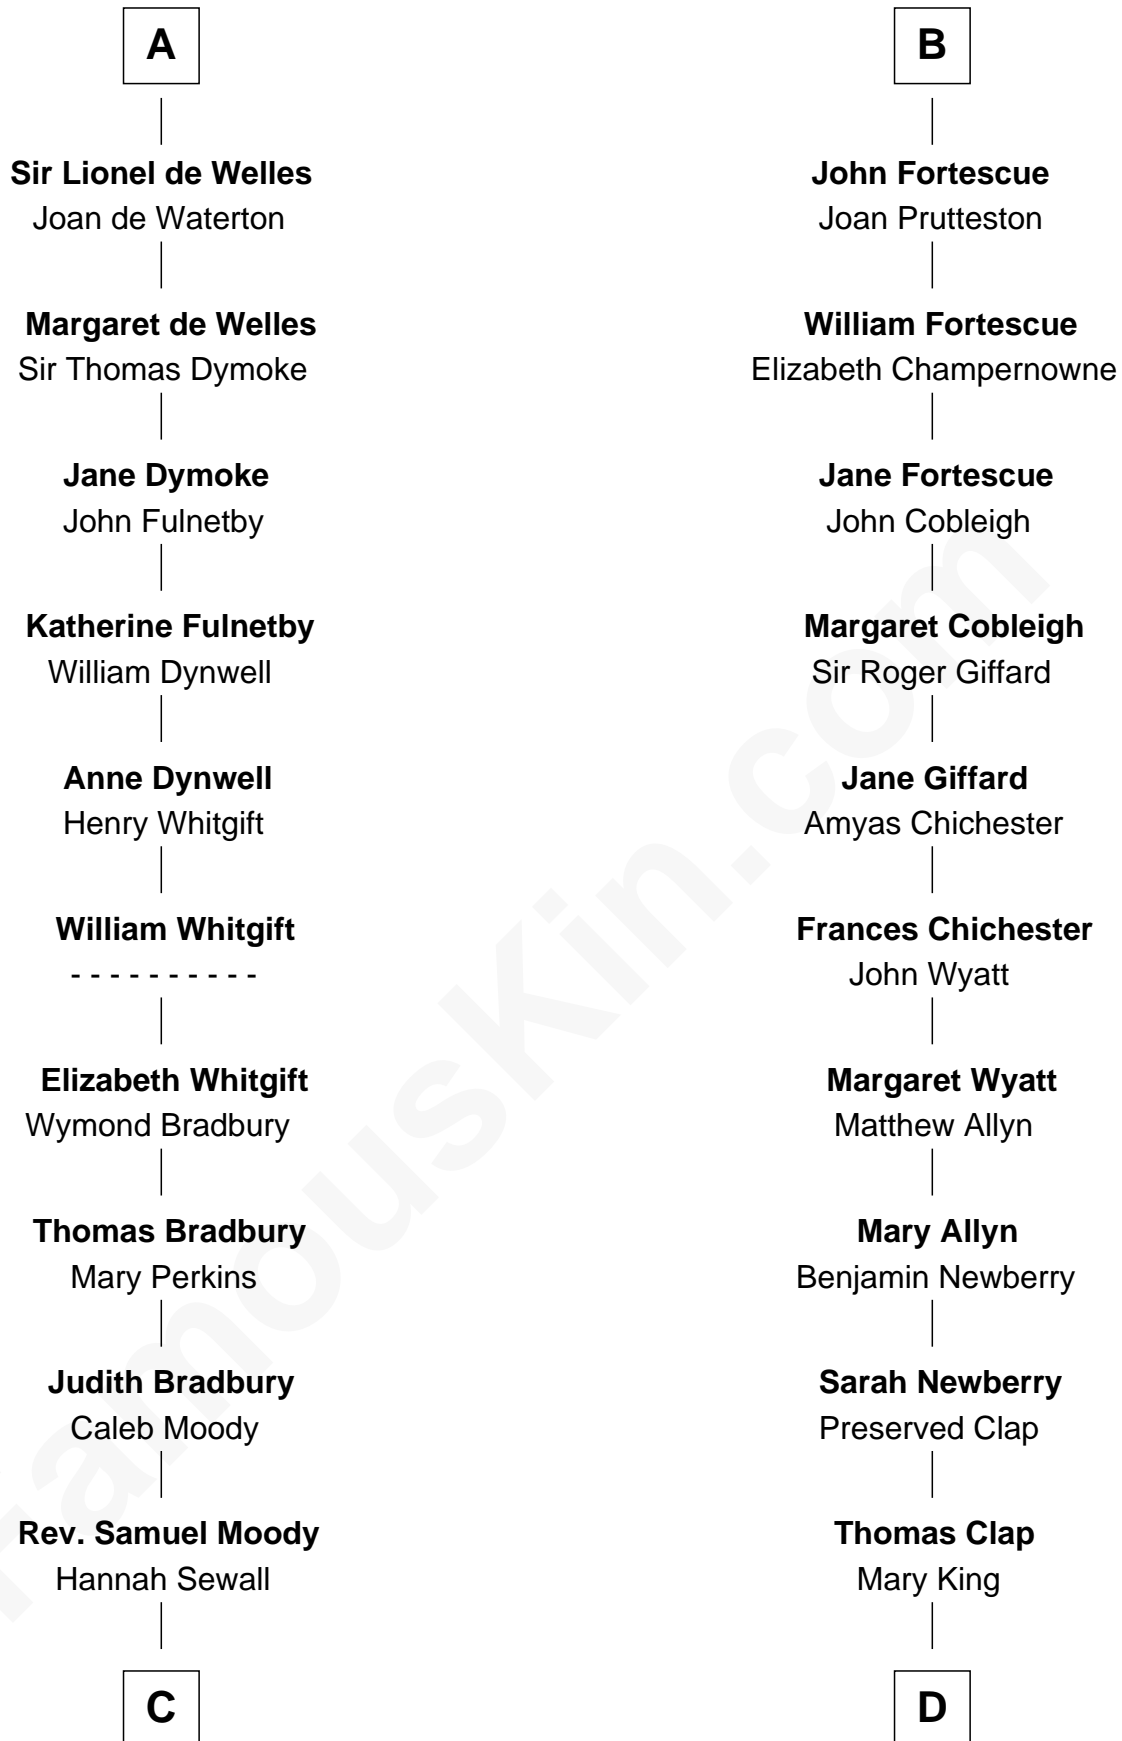 A
Sir Lionel de Welles
Joan de Waterton
Margaret de Welles
Sir Thomas Dymoke
Jane Dymoke
John Fulnetby
Katherine Fulnetby
William Dynwell
Anne Dynwell
Henry Whitgift
William Whitgift
- - - - - - - - - -
Elizabeth Whitgift
Wymond Bradbury
Thomas Bradbury
Mary Perkins
Judith Bradbury
Caleb Moody
Rev. Samuel Moody
Hannah Sewall
C
B
John Fortescue
Joan Prutteston
William Fortescue
Elizabeth Champernowne
Jane Fortescue
John Cobleigh
Margaret Cobleigh
Sir Roger Giffard
Jane Giffard
Amyas Chichester
Frances Chichester
John Wyatt
Margaret Wyatt
Matthew Allyn
Mary Allyn
Benjamin Newberry
Sarah Newberry
Preserved Clap
Thomas Clap
Mary King
D
FamousKin.com